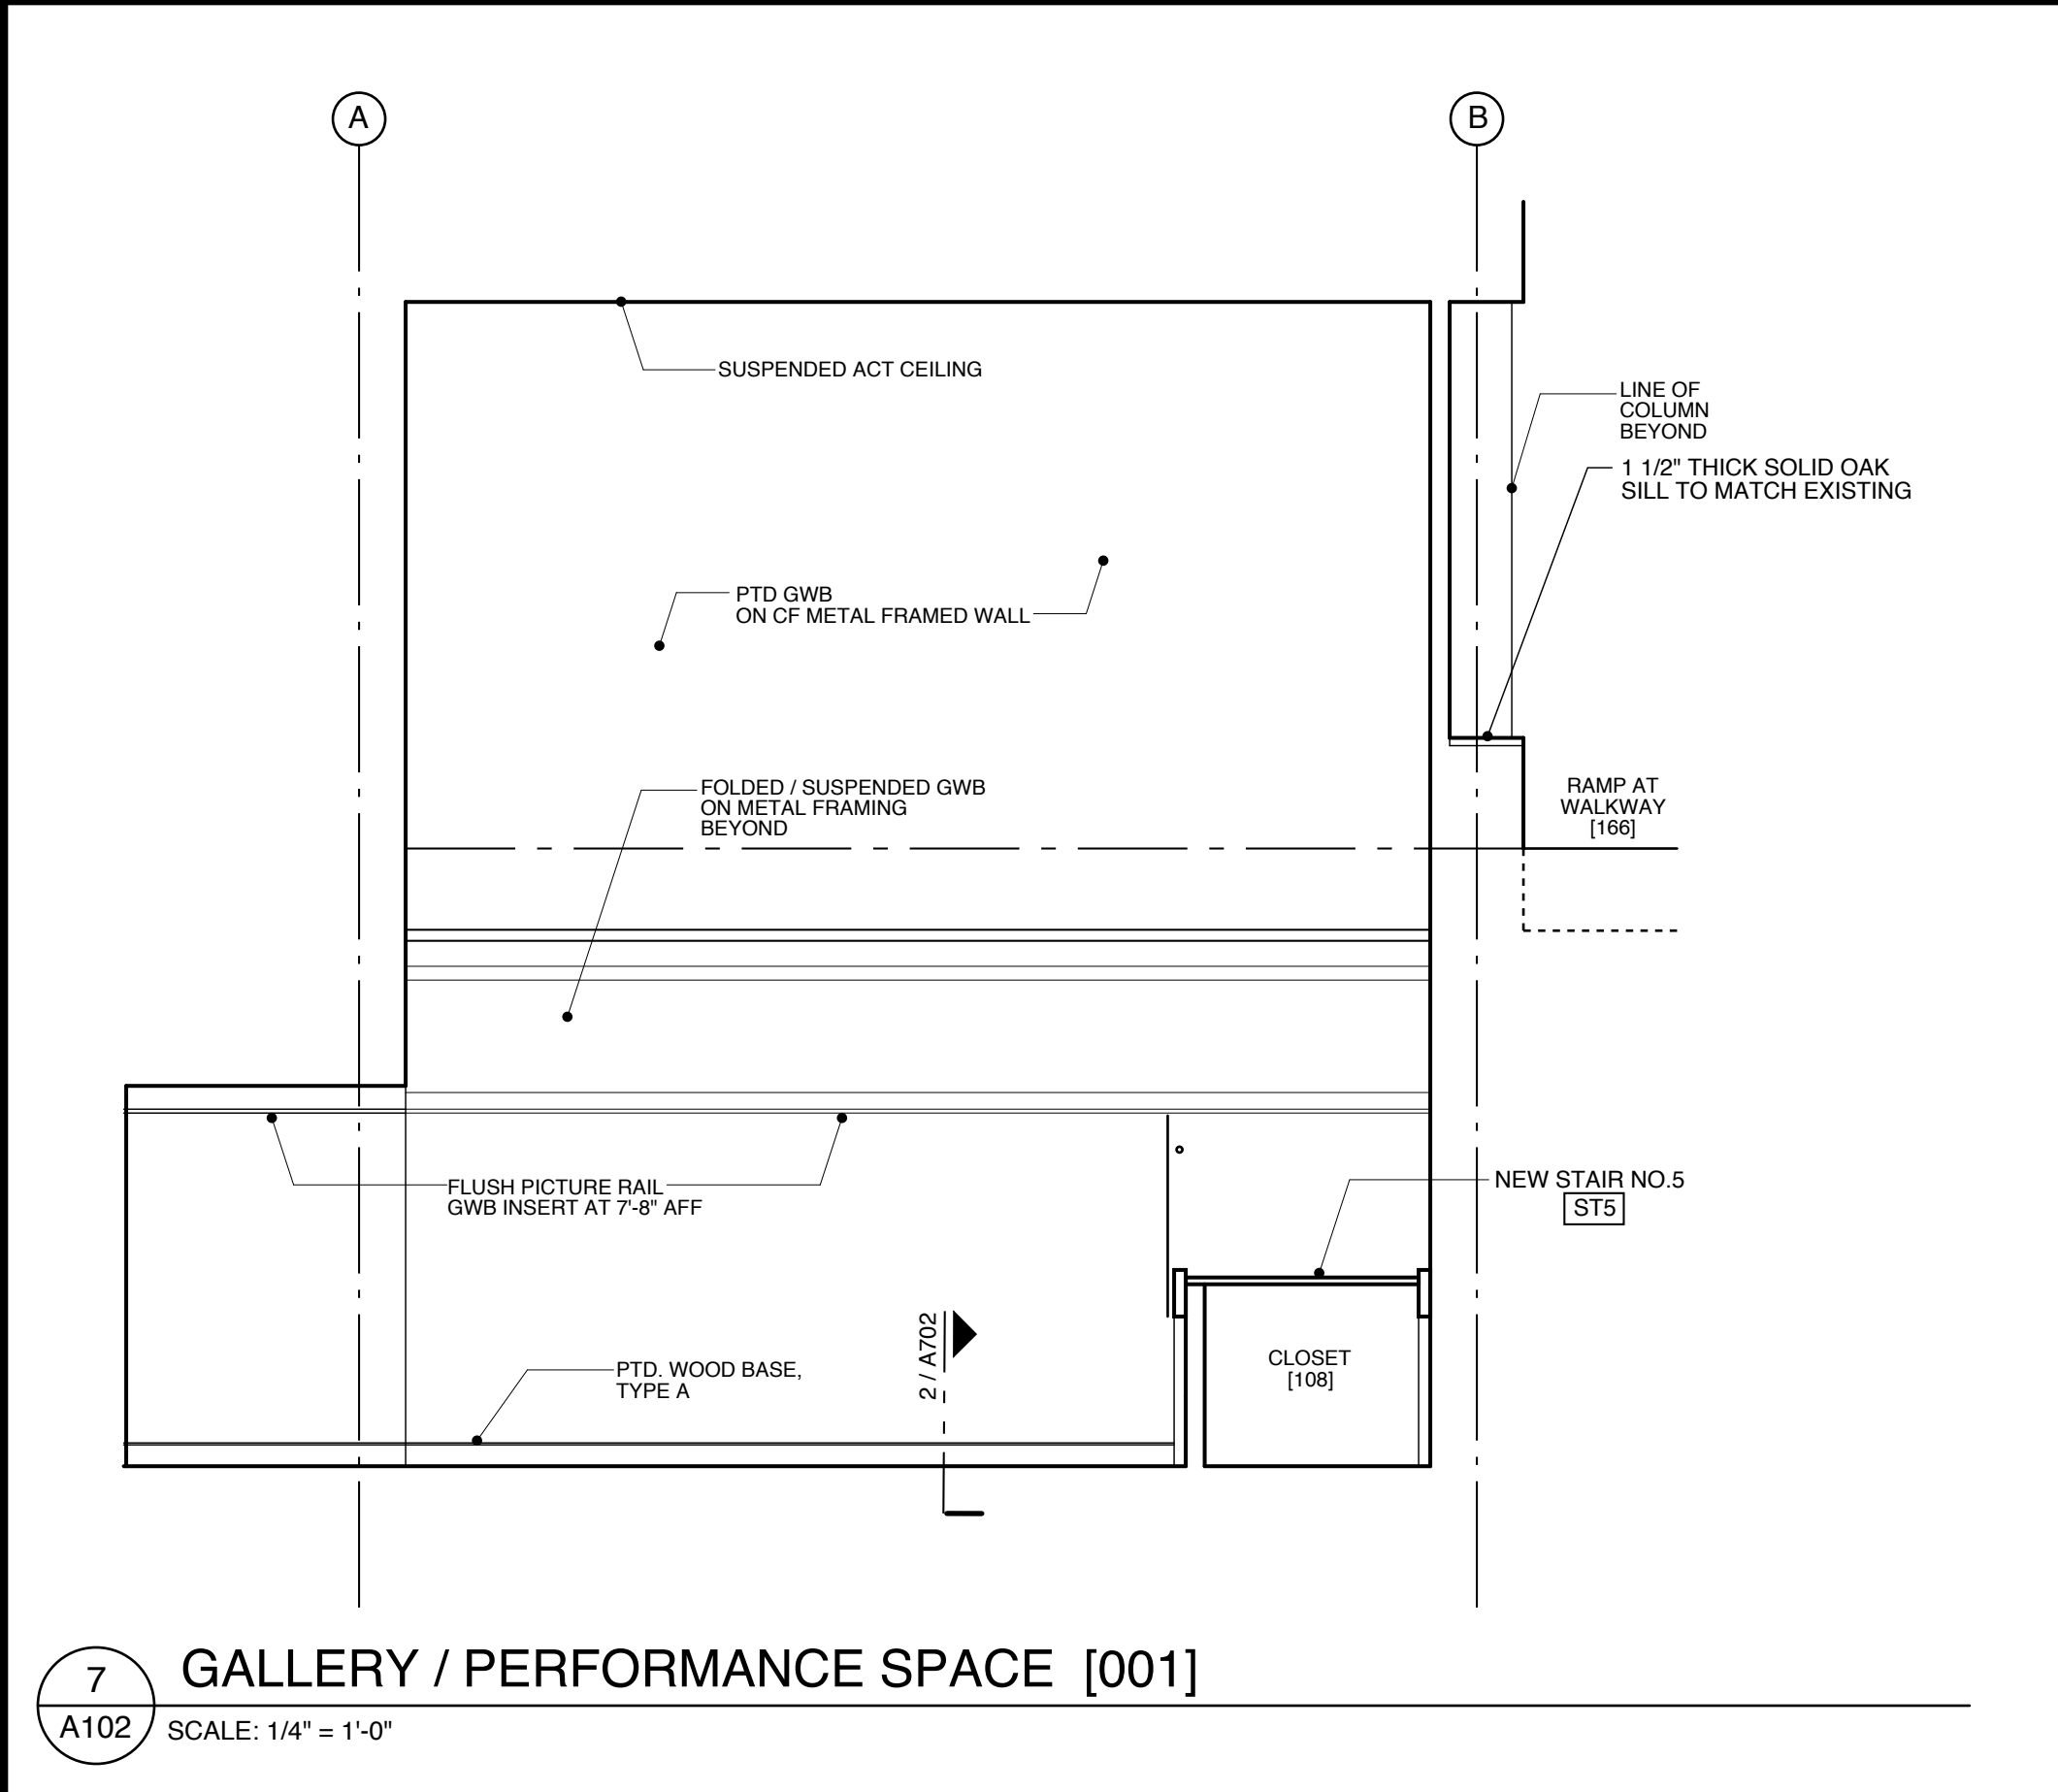 A
B
SUSPENDED ACT CEILING
LINE OF
COLUMN
BEYOND
1 1/2" THICK SOLID OAK
SILL TO MATCH EXISTING
PTD GWB
ON CF METAL FRAMED WALL
FOLDED / SUSPENDED GWB
ON METAL FRAMING
BEYOND
RAMP AT
WALKWAY
[166]
FLUSH PICTURE RAIL
GWB INSERT AT 7'-8" AFF
NEW STAIR NO.5
ST5
2 / A702
CLOSET
[108]
PTD. WOOD BASE,
TYPE A
7
A102
GALLERY / PERFORMANCE SPACE [001]
SCALE: 1/4" = 1'-0"